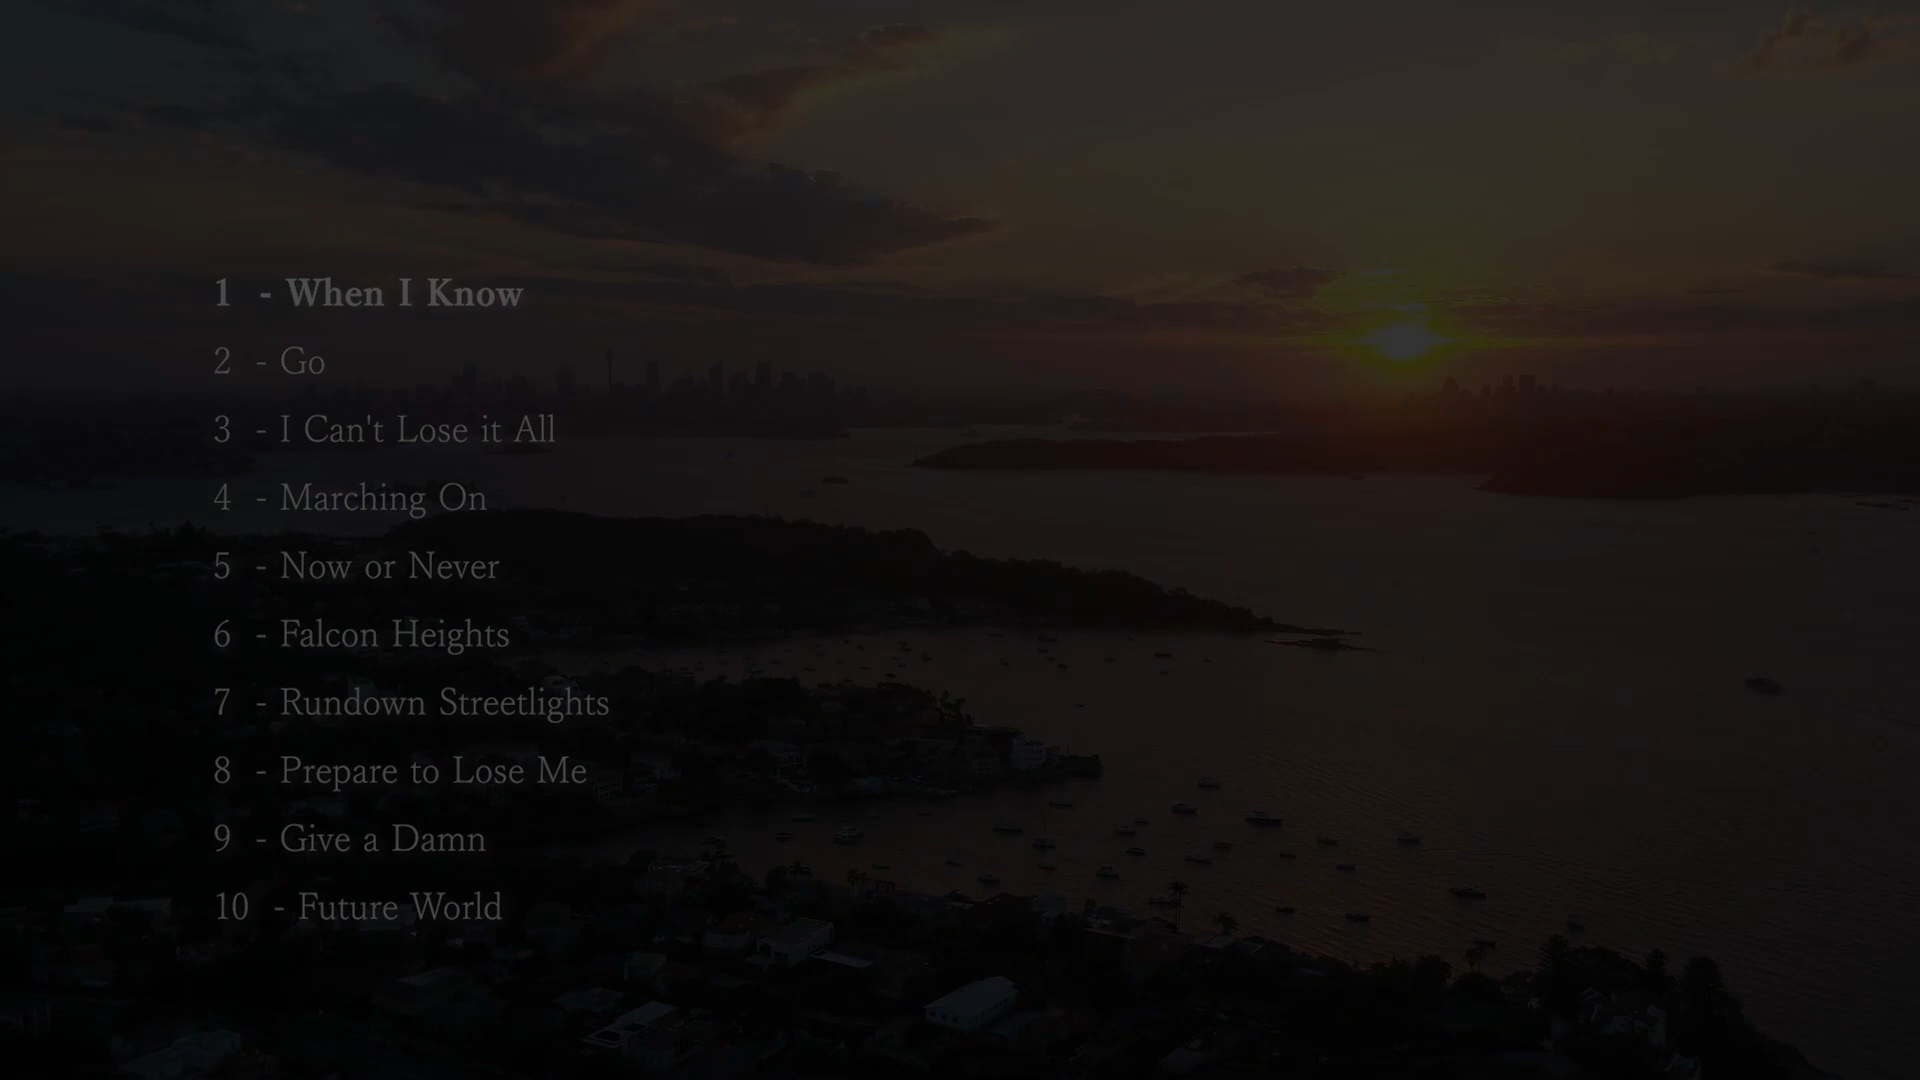 1 - When I Know
2 - Go
3 - I Can't Lose it All
4 - Marching On
5 - Now or Never
6 - Falcon Heights
7 - Rundown Streetlights
8 - Prepare to Lose Me
9 - Give a Damn
10 - Future World